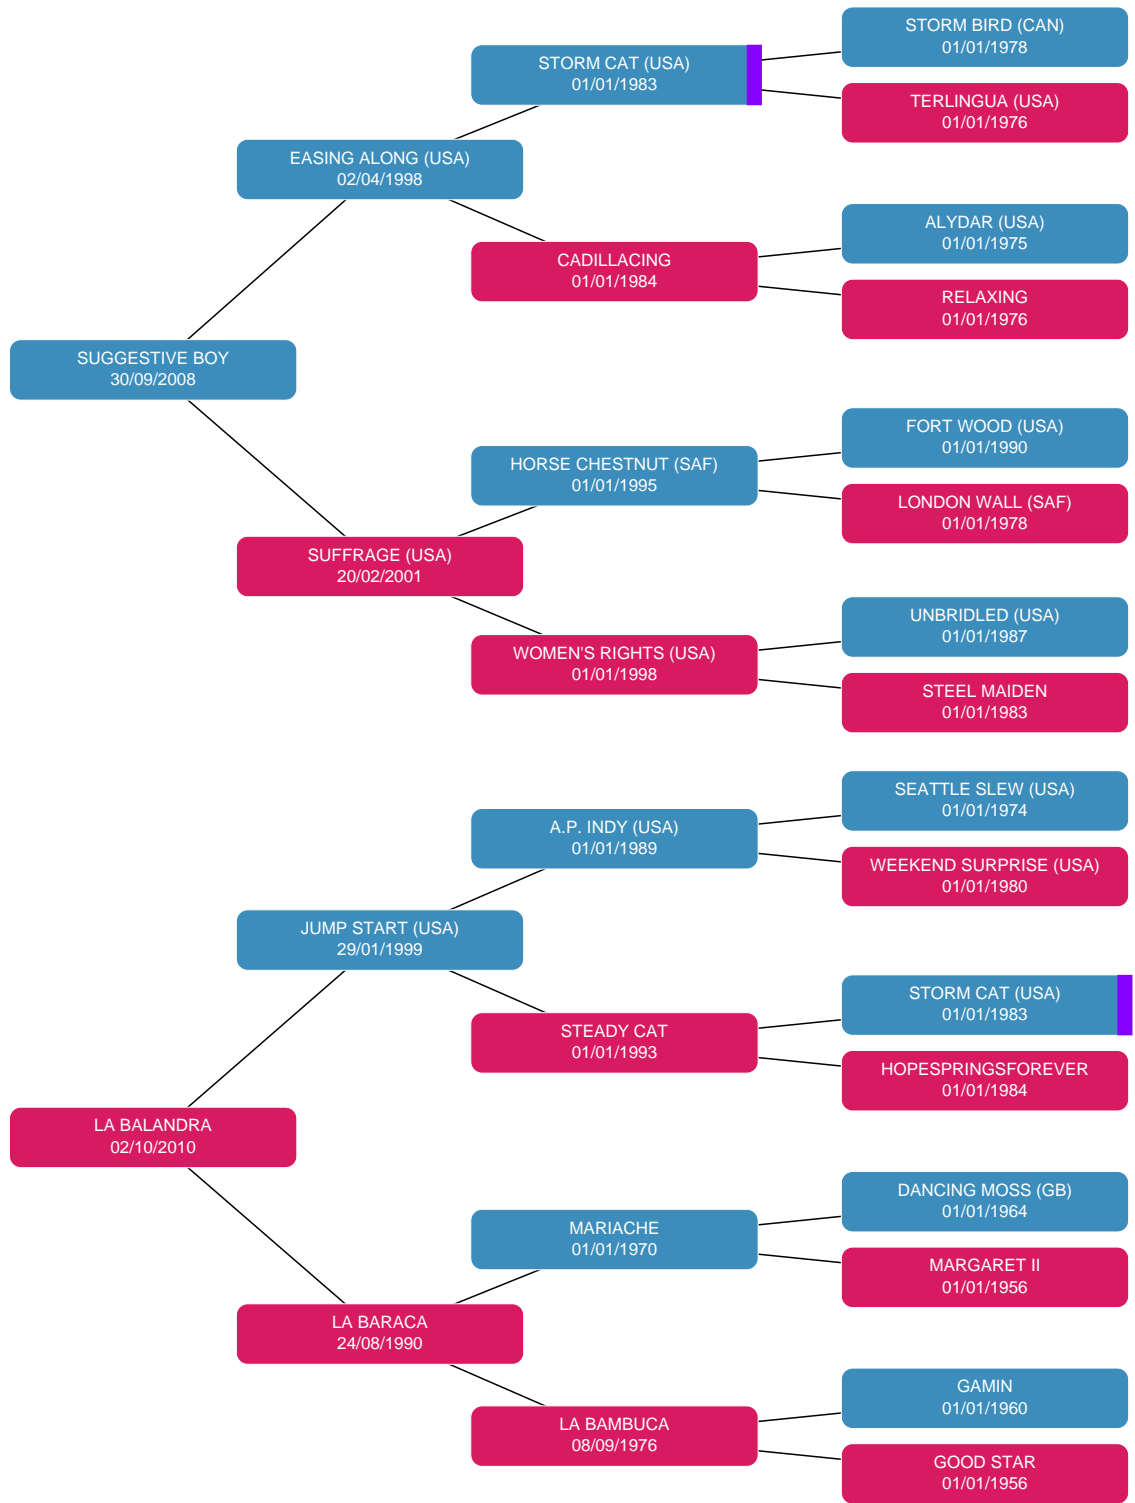 STORM BIRD (CAN)
01/01/1978
STORM CAT (USA)
01/01/1983
TERLINGUA (USA)
01/01/1976
EASING ALONG (USA)
02/04/1998
ALYDAR (USA)
01/01/1975
CADILLACING
01/01/1984
RELAXING
01/01/1976
SUGGESTIVE BOY
30/09/2008
FORT WOOD (USA)
01/01/1990
HORSE CHESTNUT (SAF)
01/01/1995
LONDON WALL (SAF)
01/01/1978
SUFFRAGE (USA)
20/02/2001
UNBRIDLED (USA)
01/01/1987
WOMEN'S RIGHTS (USA)
01/01/1998
STEEL MAIDEN
01/01/1983
SEATTLE SLEW (USA)
01/01/1974
A.P. INDY (USA)
01/01/1989
WEEKEND SURPRISE (USA)
01/01/1980
JUMP START (USA)
29/01/1999
STORM CAT (USA)
01/01/1983
STEADY CAT
01/01/1993
HOPESPRINGSFOREVER
01/01/1984
LA BALANDRA
02/10/2010
DANCING MOSS (GB)
01/01/1964
MARIACHE
01/01/1970
MARGARET II
01/01/1956
LA BARACA
24/08/1990
GAMIN
01/01/1960
LA BAMBUCA
08/09/1976
GOOD STAR
01/01/1956